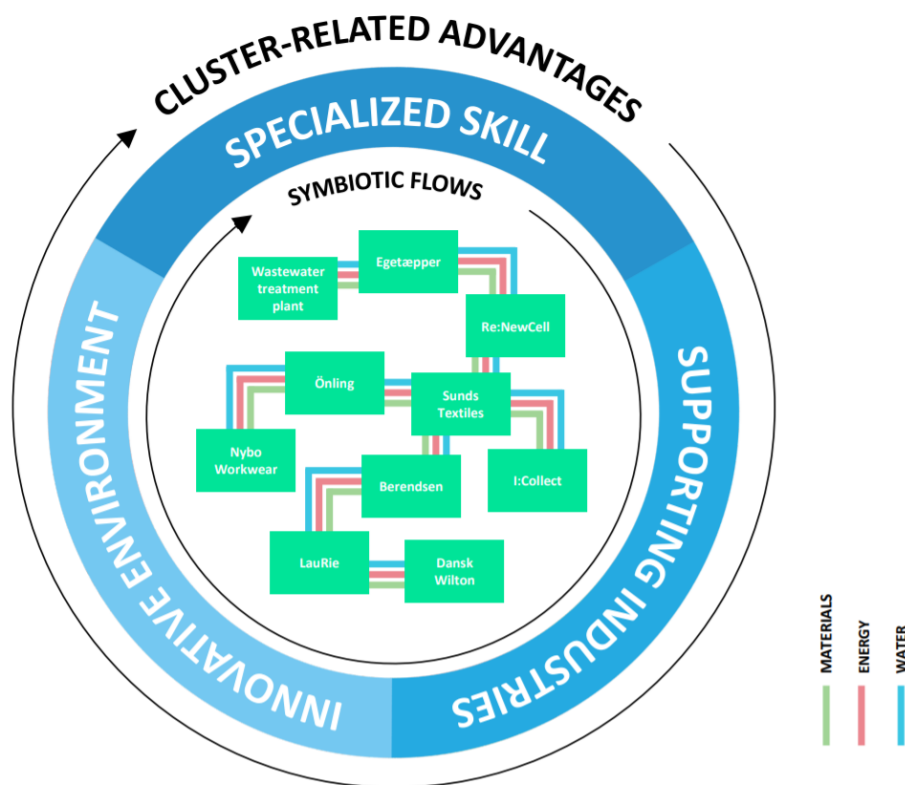 CLUSTER-RELATED ADVANTAGES
SPECIALIZED SKILL
SYMBIOTIC FLOWS
Egetæpper
Wastewater
treatment
plant
Re:NewCell
Önling
Sunds
Textiles
Nybo
Workwear
Berendsen
I:Collect
LauRie
Dansk
Wilton
INNOVATIVE ENVIRONMENT
SUPPORTING INDUSTRIES
MATERIALS
ENERGY
WATER